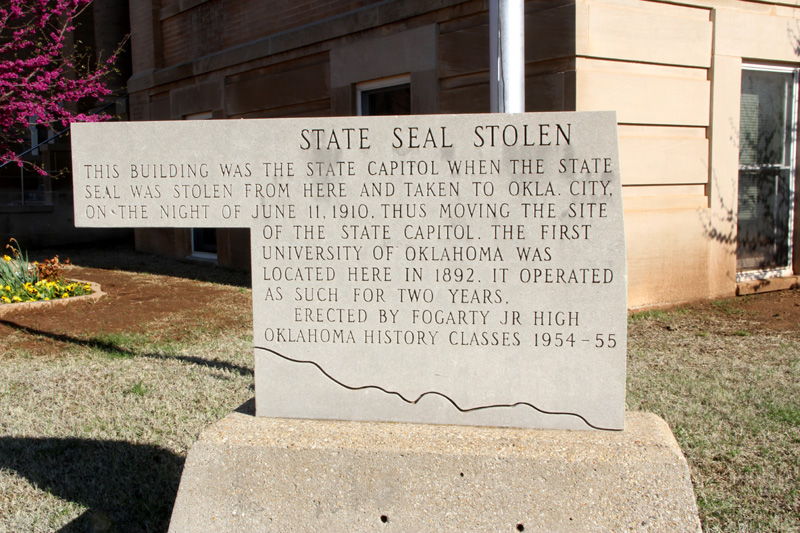 STATE SEAL STOLEN
THIS BUILDING WAS THE STATE CAPITOL WHEN THE STATE
SEAL WAS STOLEN FROM HERE AND TAKEN TO OKLA. CITY,
ON THE NIGHT OF JUNE 11, 1910, THUS MOVING THE SITE
OF THE STATE CAPITOL. THE FIRST
UNIVERSITY OF OKLAHOMA WAS
LOCATED HERE IN 1892. IT OPERATED
AS SUCH FOR TWO YEARS.
ERECTED BY FOGARTY JR HIGH
OKLAHOMA HISTORY CLASSES 1954-55